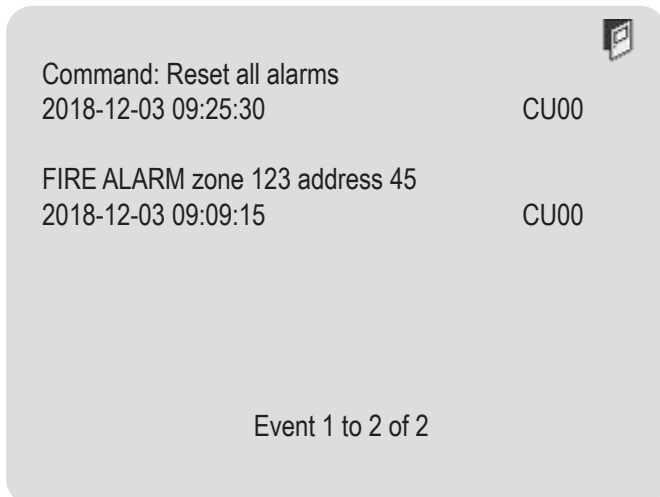 Command: Reset all alarms
2018-12-03 09:25:30 CU00
FIRE ALARM zone 123 address 45
2018-12-03 09:09:15 CU00
Event 1 to 2 of 2